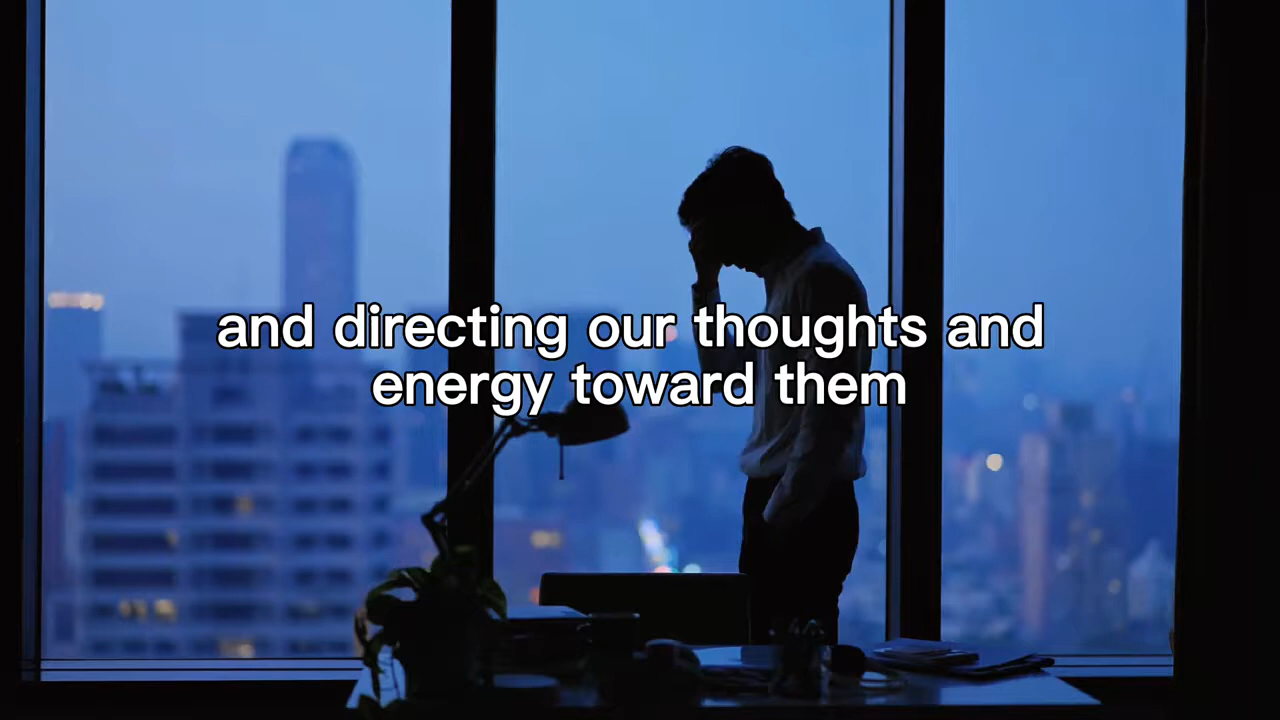 and directing our thoughts and
energy toward them